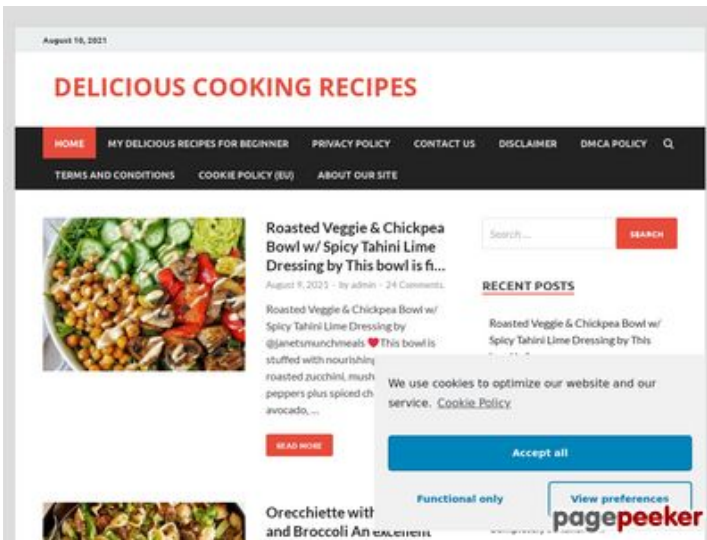 August 10, 2021
DELICIOUS COOKING RECIPES
HOME MY DELICIOUS RECIPES FOR BEGINNER PRIVACY POLICY CONTACT US DISCLAIMER DMCA POLICY
TERMS AND CONDITIONS COOKIE POLICY (EU) ABOUT OUR SITE
Roasted Veggie & Chickpea
Bowl w/ Spicy Tahini Lime
Dressing by This bowl is fi...
August 9, 2021 - by admin - 24 Comments
Roasted Veggie & Chickpea Bowl w/
Spicy Tahini Lime Dressing by
@janetsmunchmeals This bowl is
stuffed with nourishing
roasted zucchini, mush
peppers plus spiced ch
avocado, ...
READ MORE
Orecchiette with
and Broccoli An excellent
Search ...
SEARCH
RECENT POSTS
Roasted Veggie & Chickpea Bowl w/
Spicy Tahini Lime Dressing by This
We use cookies to optimize our website and our
service. Cookie Policy
Accept all
Functional only View preferences
pagepeeker